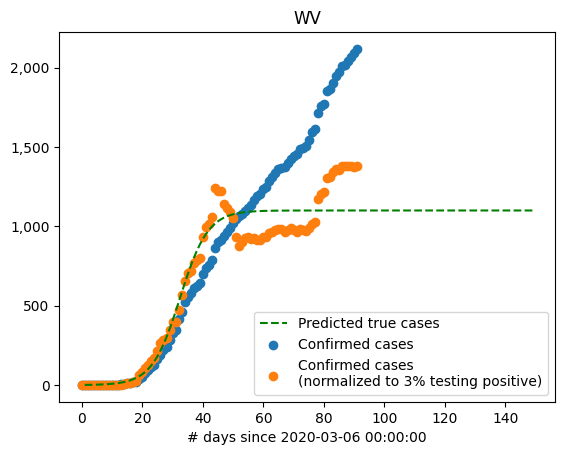 WV
2,000
1,500
1,000
500
0
Predicted true cases
Confirmed cases
Confirmed cases
(normalized to 3% testing positive)
0 20 40 60 80 100 120 140
# days since 2020-03-06 00:00:00